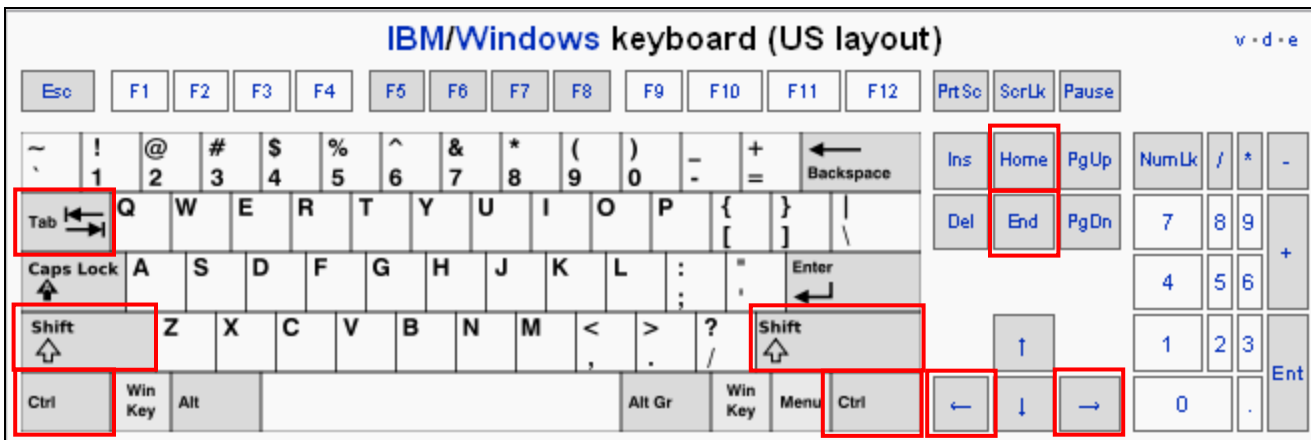 IBM/Windows keyboard (US layout)
v · d · e
Esc F1 F2 F3 F4 F5 F6 F7 F8 F9 F10 F11 F12 PrtSc ScrLk Pause
~ ! @ # $ % ^ & * ( ) _ +
` 1 2 3 4 5 6 7 8 9 0 - = ← Backspace Ins Home PgUp NumLk / * -
Tab Q W E R T Y U I O P { } |
[ ] \ Del End PgDn 7 8 9 +
Caps Lock A S D F G H J K L : " Enter
; ' 4 5 6
Shift Z X C V B N M < > ? Shift
, . / ↑ 1 2 3 Ent
Ctrl Win Key Alt Alt Gr Win Key Menu Ctrl ← ↓ → 0 .